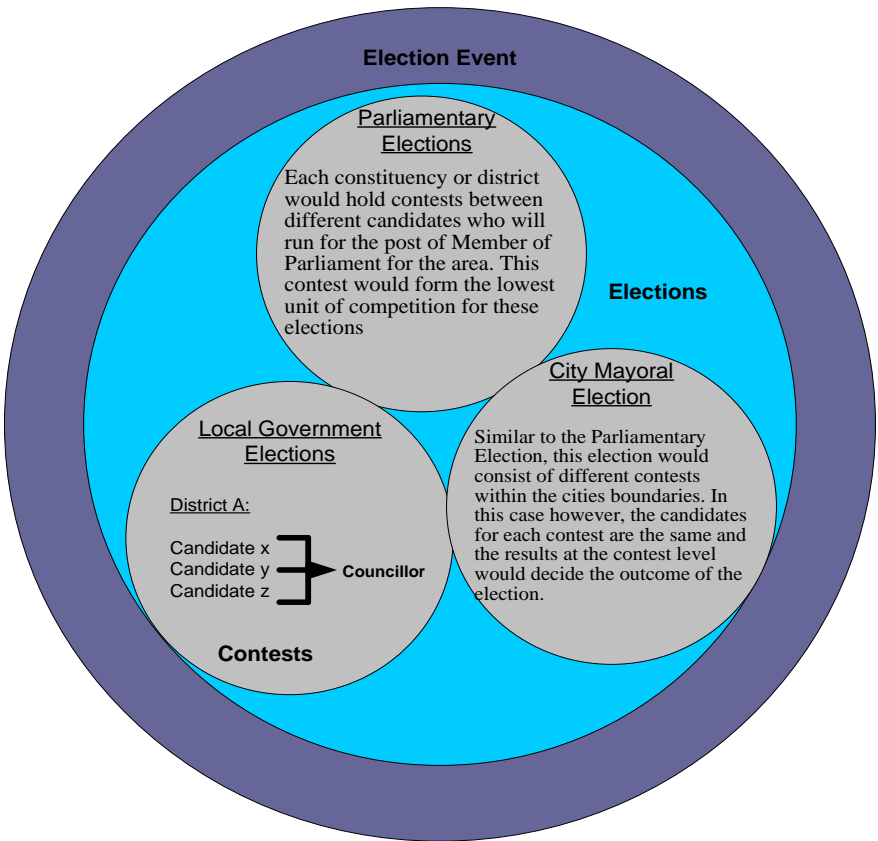 Election Event
Parliamentary
Elections
Each constituency or district
would hold contests between
different candidates who will
run for the post of Member of
Parliament for the area. This
contest would form the lowest
unit of competition for these
elections
Elections
City Mayoral
Election
Similar to the Parliamentary
Election, this election would
consist of different contests
within the cities boundaries. In
this case however, the candidates
for each contest are the same and
the results at the contest level
would decide the outcome of the
election.
Local Government
Elections
District A:
Candidate x
Candidate y
Candidate z
Councillor
Contests